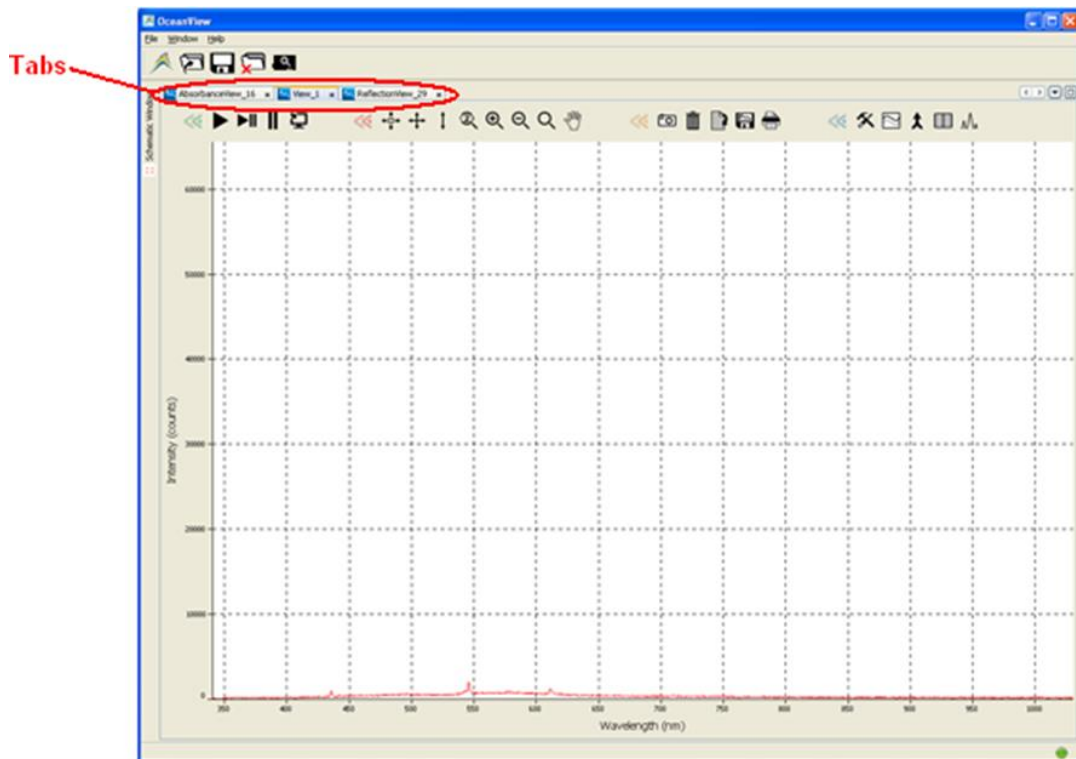 OceanView
File Window Help
Tabs
AbsorbanceView_16 View_1 ReflectionView_29
Schematic Window
60000
50000
40000
30000
20000
10000
0
Intensity (counts)
350 400 450 500 550 600 650 700 750 800 850 900 950 1000
Wavelength (nm)